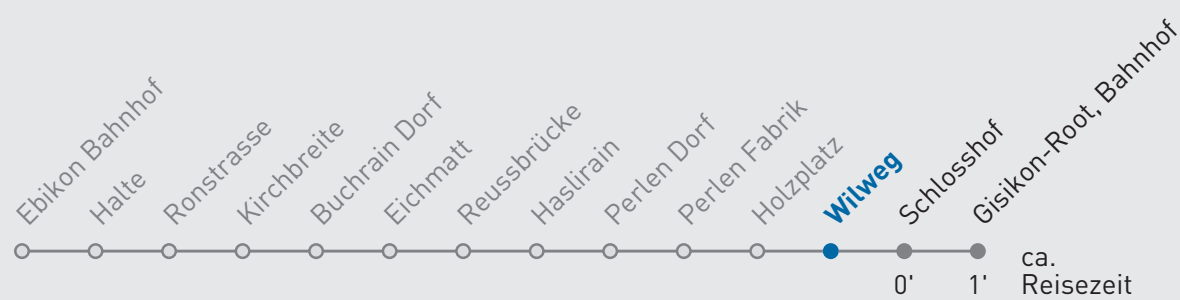 Ebikon Bahnhof
Halte
Ronstrasse
Kirchbreite
Buchrain Dorf
Eichmatt
Reussbrücke
Haslirain
Perlen Dorf
Perlen Fabrik
Holzplatz
Wilweg
Schlosshof
Gisikon-Root, Bahnhof
ca.
0' 1' Reisezeit